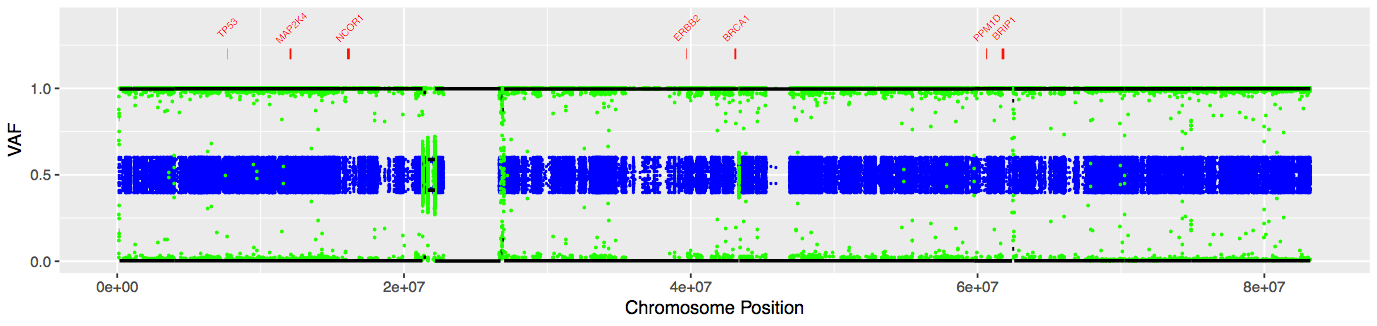 TP53 MAP2K4 NCOR1 ERBB2 BRCA1 PPM1D BRIP1
1.0
0.5
0.0
VAF
0e+00 2e+07 4e+07 6e+07 8e+07
Chromosome Position